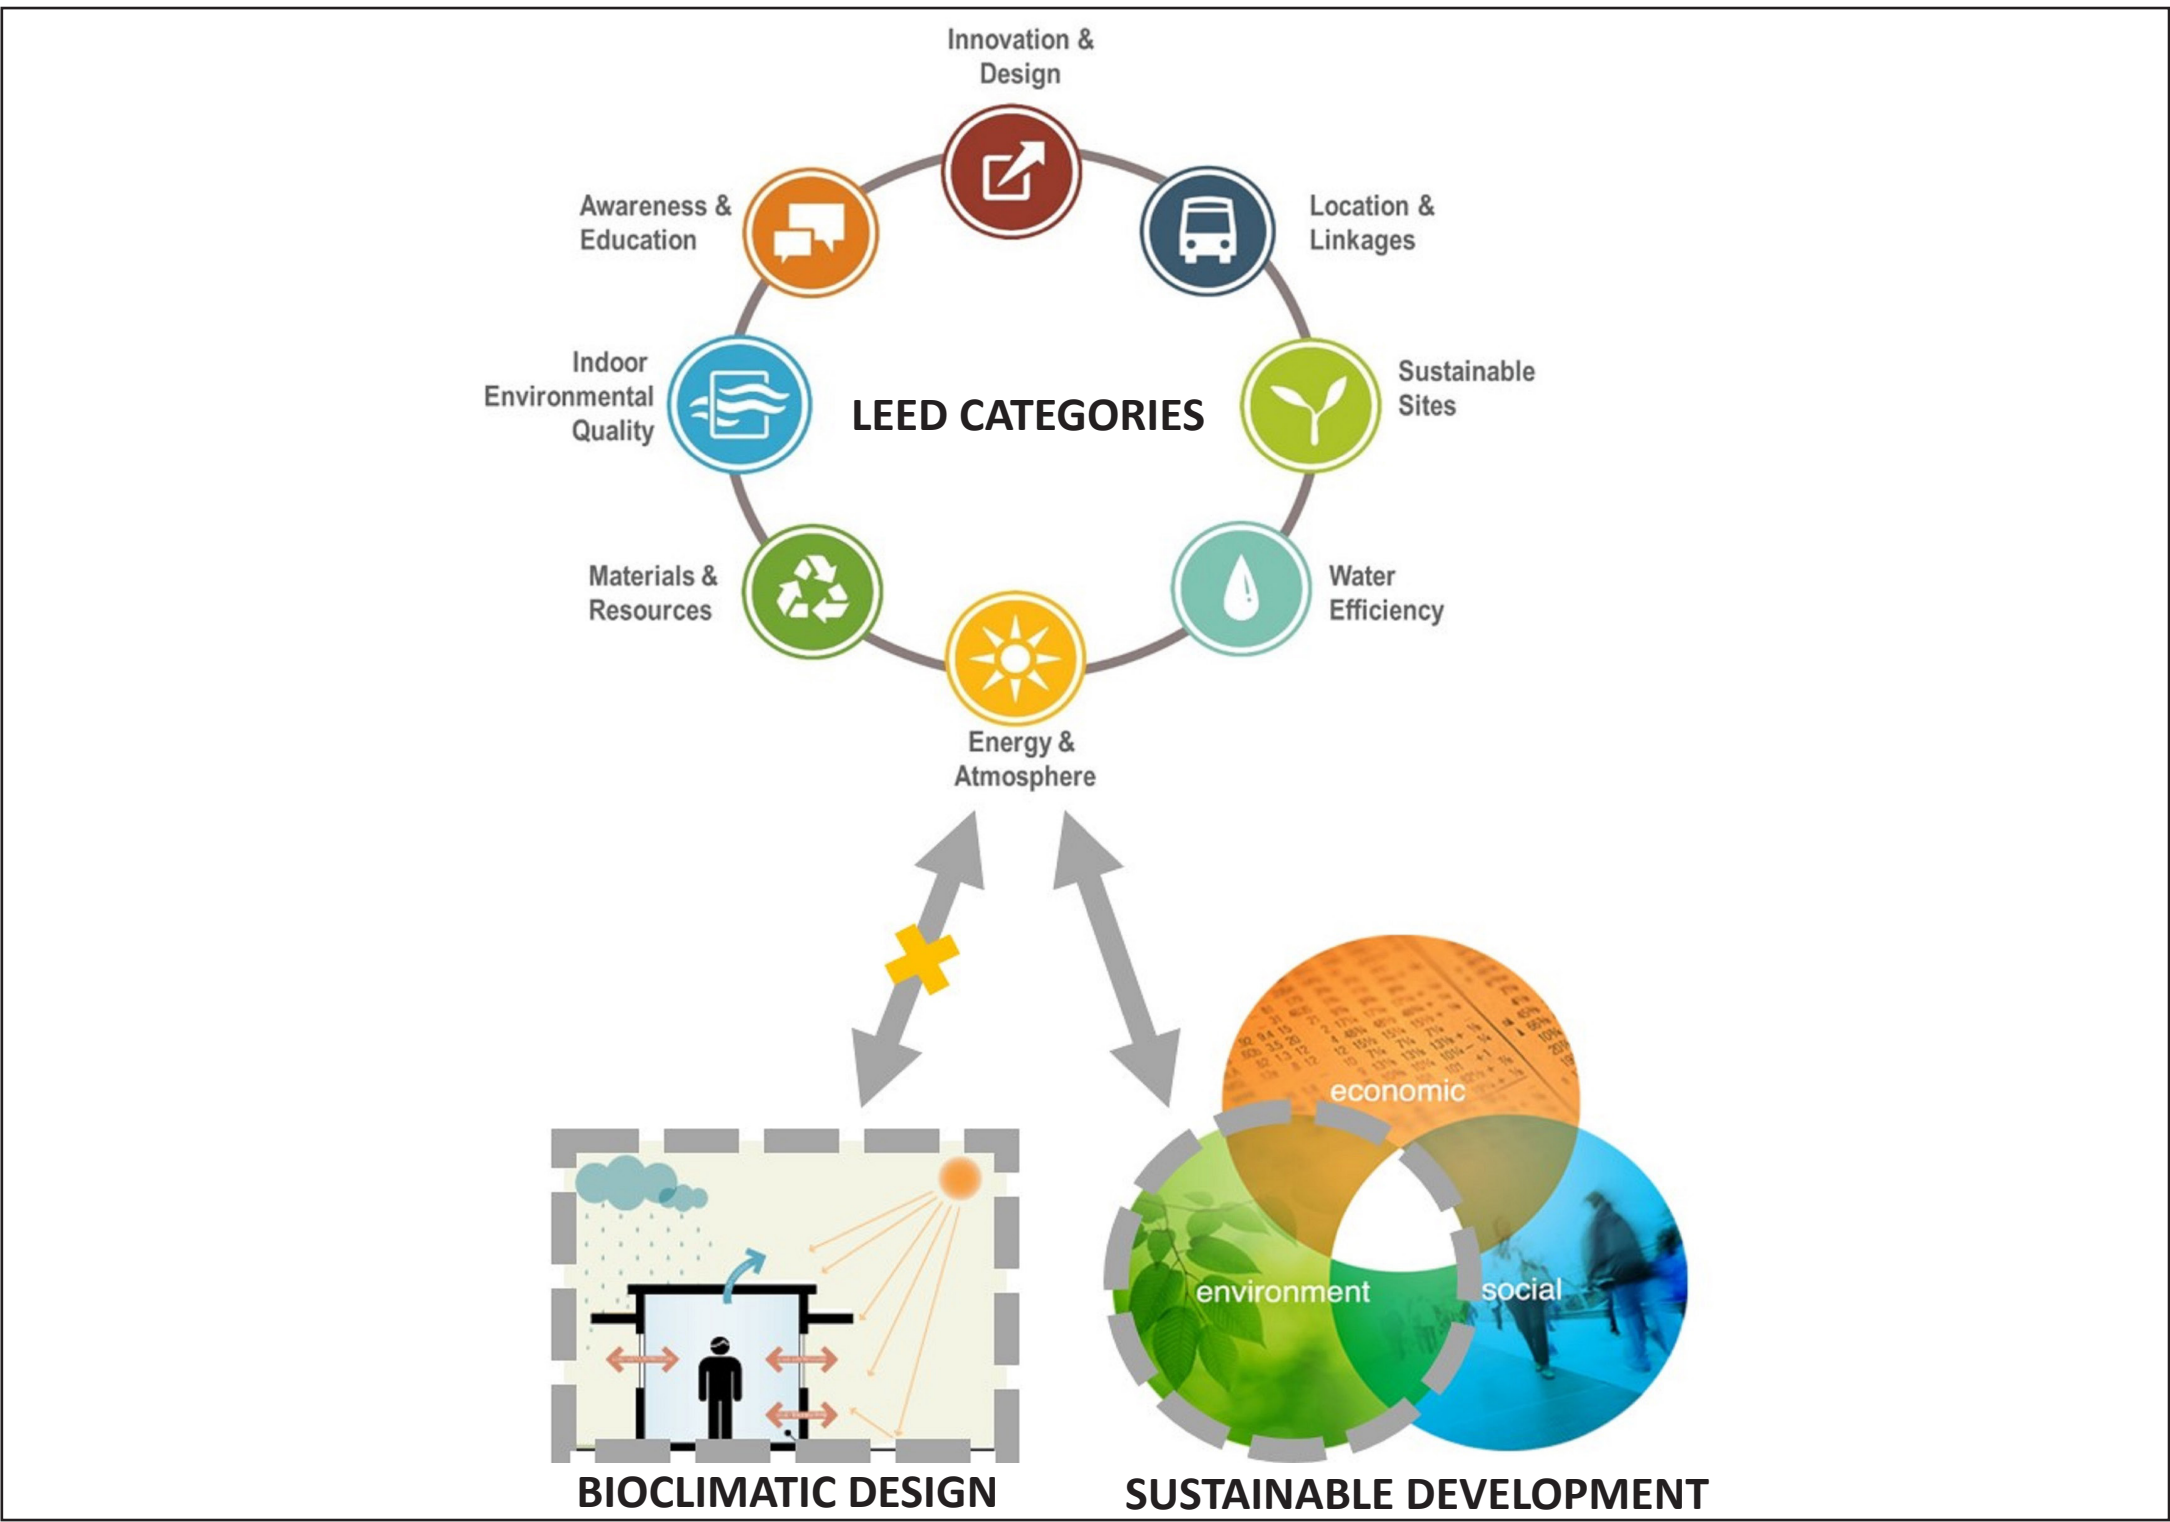 Innovation &
Design
Awareness &
Education
Location &
Linkages
Indoor
Environmental
Quality
LEED CATEGORIES
Sustainable
Sites
Materials &
Resources
Water
Efficiency
Energy &
Atmosphere
economic
environment
social
BIOCLIMATIC DESIGN
SUSTAINABLE DEVELOPMENT